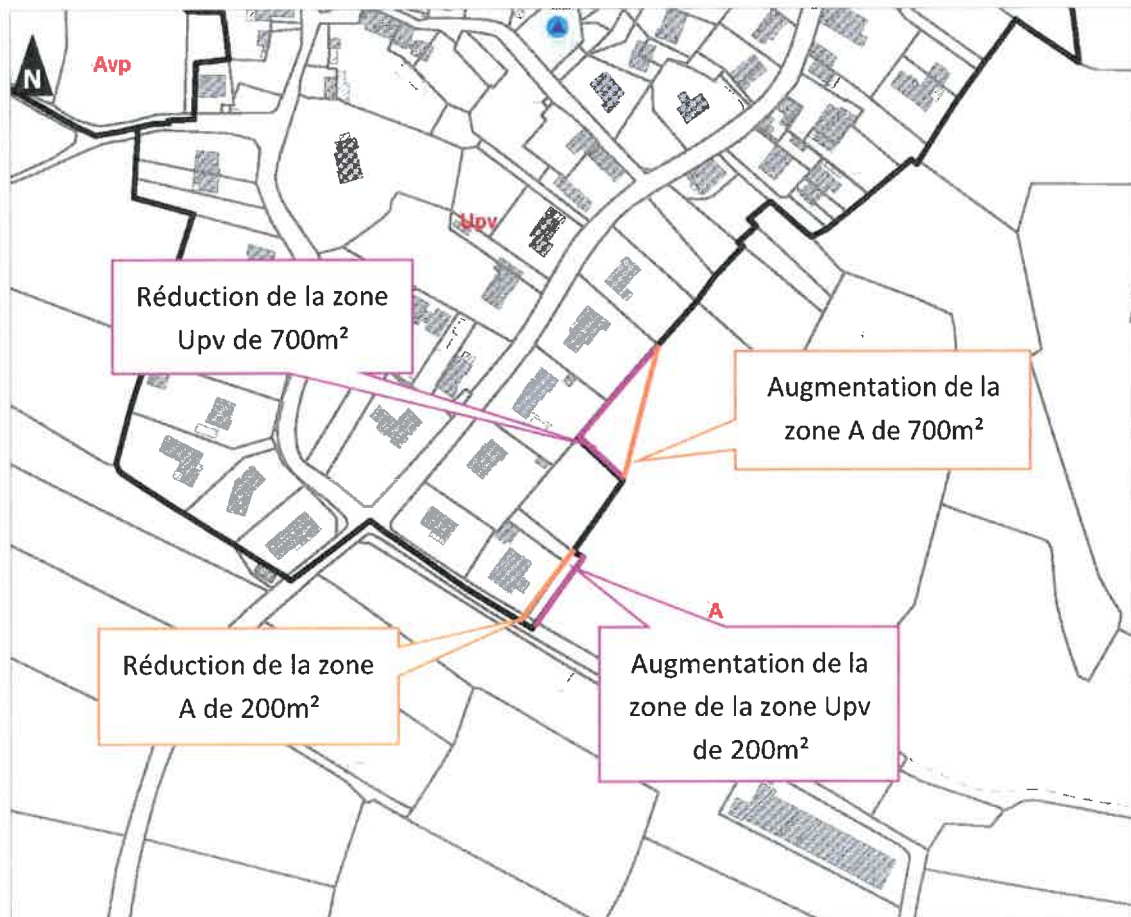 N
Avp
Upv
Réduction de la zone
Upv de 700m²
Augmentation de la
zone A de 700m²
A
Réduction de la zone
A de 200m²
Augmentation de la
zone de la zone Upv
de 200m²